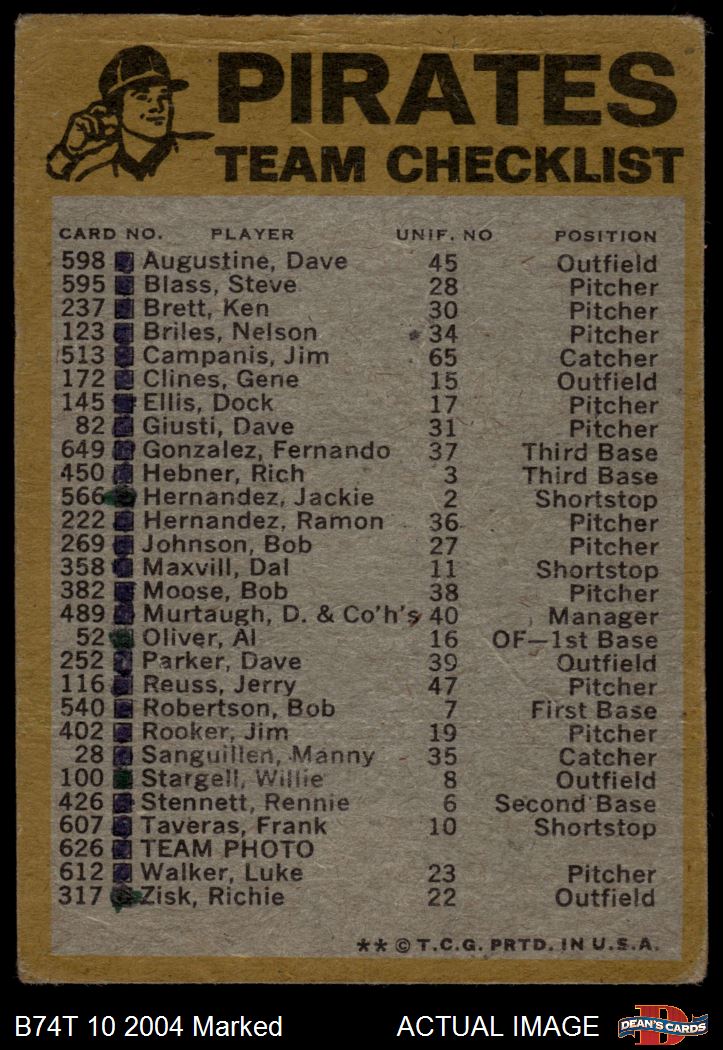 PIRATES
TEAM CHECKLIST
CARD NO. PLAYER UNIF. NO POSITION
598 Augustine, Dave 45 Outfield
595 Blass, Steve 28 Pitcher
237 Brett, Ken 30 Pitcher
123 Briles, Nelson 34 Pitcher
513 Campanis, Jim 65 Catcher
172 Clines, Gene 15 Outfield
145 Ellis, Dock 17 Pitcher
82 Giusti, Dave 31 Pitcher
649 Gonzalez, Fernando 37 Third Base
450 Hebner, Rich 3 Third Base
566 Hernandez, Jackie 2 Shortstop
222 Hernandez, Ramon 36 Pitcher
269 Johnson, Bob 27 Pitcher
358 Maxvill, Dal 11 Shortstop
382 Moose, Bob 38 Pitcher
489 Murtaugh, D. & Co'h's 40 Manager
52 Oliver, Al 16 OF—1st Base
252 Parker, Dave 39 Outfield
116 Reuss, Jerry 47 Pitcher
540 Robertson, Bob 7 First Base
402 Rooker, Jim 19 Pitcher
28 Sanguillen, Manny 35 Catcher
100 Stargell, Willie 8 Outfield
426 Stennett, Rennie 6 Second Base
607 Taveras, Frank 10 Shortstop
626 TEAM PHOTO
612 Walker, Luke 23 Pitcher
317 Zisk, Richie 22 Outfield
** © T.C.G. PRTD. IN U.S.A.
B74T 10 2004 Marked ACTUAL IMAGE DEAN'S CARDS